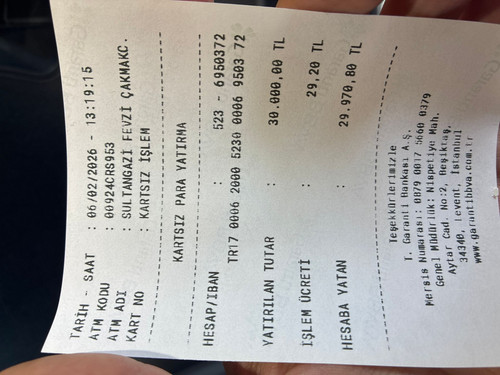 TARİH - SAAT : 06/02/2026 - 13:19:15
ATM KODU : 00924CRS953
ATM ADI : SULTANGAZİ FEVZİ ÇAKMAKC.
KART NO : KARTSIZ İŞLEM
KARTSIZ PARA YATIRMA
HESAP/IBAN : 523 - 6950372
TR17 0006 2000 5230 0006 9503 72
YATIRILAN TUTAR : 30.000,00 TL
İŞLEM ÜCRETİ : 29,20 TL
HESABA YATAN : 29.970,80 TL
Teşekkürlerimizle
T. Garanti Bankası A.Ş.
Mersis Numarası: 0879 0017 5660 0379
Genel Müdürlük: Nispetiye Mah.
Aytar Cad. No:2, Beşiktaş,
34340, Levent, İstanbul
www.garantibbva.com.tr